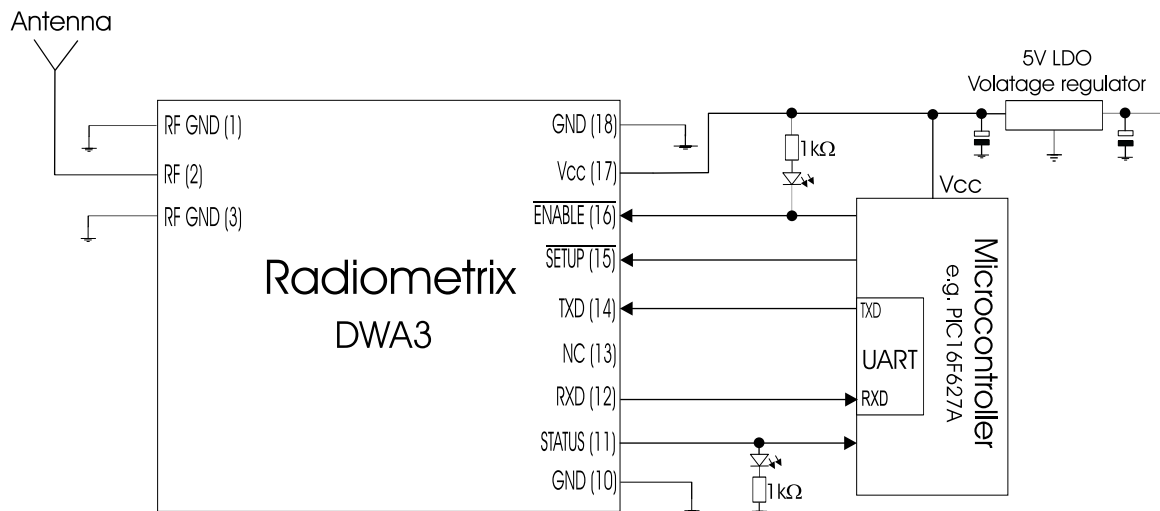 Antenna
5V LDO
Volatage regulator
RF GND (1)
RF (2)
RF GND (3)
Radiometrix
DWA3
GND (18)
Vcc (17)
ENABLE (16)
SETUP (15)
TXD (14)
NC (13)
RXD (12)
STATUS (11)
GND (10)
1kΩ
1kΩ
Vcc
TXD
UART
RXD
Microcontroller
e.g. PIC16F627A